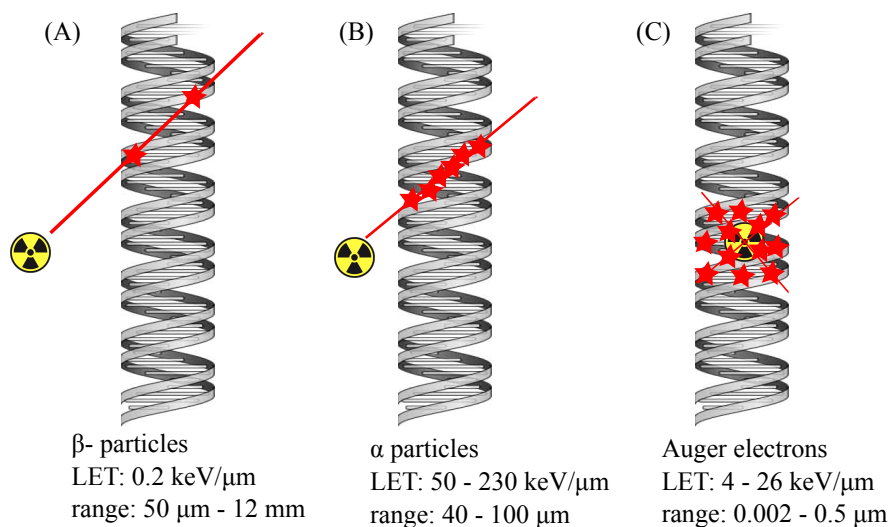 (A)
(B)
(C)
β- particles
LET: 0.2 keV/μm
range: 50 μm - 12 mm
α particles
LET: 50 - 230 keV/μm
range: 40 - 100 μm
Auger electrons
LET: 4 - 26 keV/μm
range: 0.002 - 0.5 μm